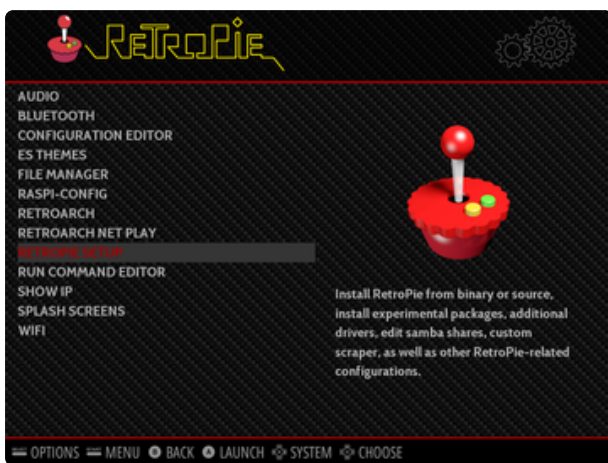 RETROPIE
AUDIO
BLUETOOTH
CONFIGURATION EDITOR
ES THEMES
FILE MANAGER
RASPI-CONFIG
RETROARCH
RETROARCH NET PLAY
RETROPIE SETUP
RUN COMMAND EDITOR
SHOW IP
SPLASH SCREENS
WIFI
Install RetroPie from binary or source,
install experimental packages, additional
drivers, edit samba shares, custom
scraper, as well as other RetroPie-related
configurations.
OPTIONS MENU BACK LAUNCH SYSTEM CHOOSE